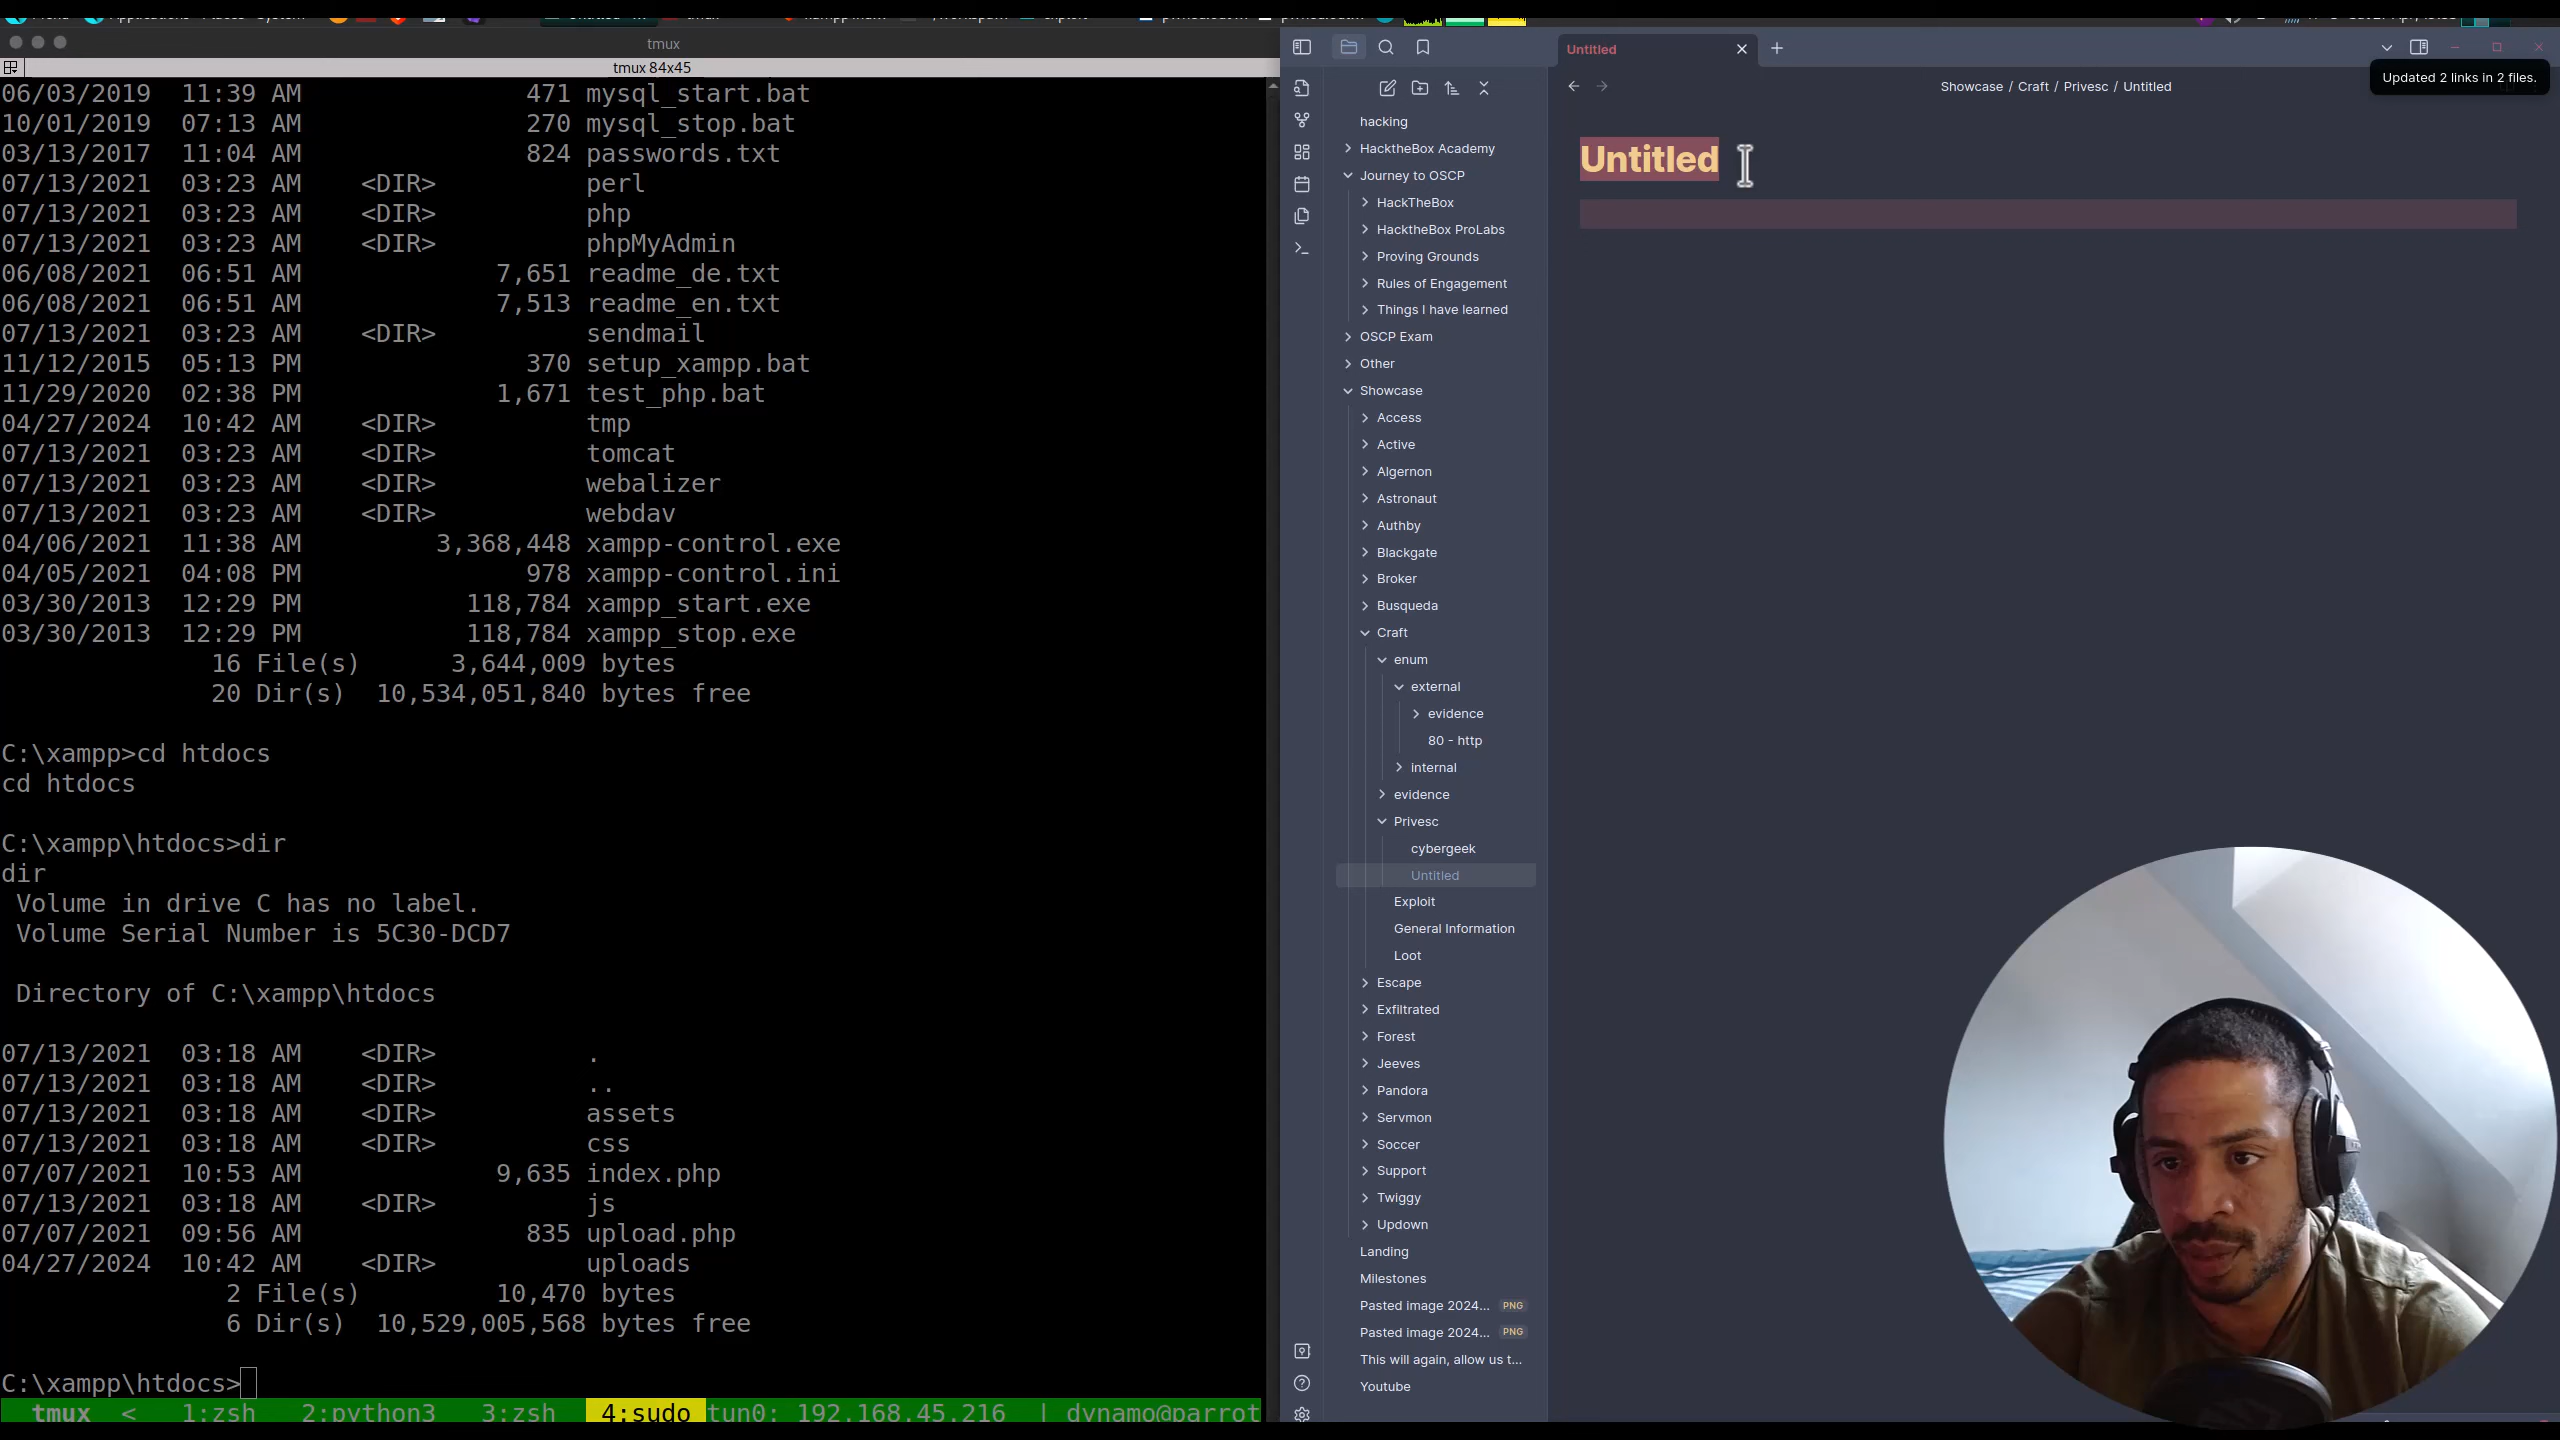 tmux
tmux 84x45
06/03/2019  11:39 AM               471 mysql_start.bat
10/01/2019  07:13 AM               270 mysql_stop.bat
03/13/2017  11:04 AM               824 passwords.txt
07/13/2021  03:23 AM    <DIR>          perl
07/13/2021  03:23 AM    <DIR>          php
07/13/2021  03:23 AM    <DIR>          phpMyAdmin
06/08/2021  06:51 AM             7,651 readme_de.txt
06/08/2021  06:51 AM             7,513 readme_en.txt
07/13/2021  03:23 AM    <DIR>          sendmail
11/12/2015  05:13 PM               370 setup_xampp.bat
11/29/2020  02:38 PM             1,671 test_php.bat
04/27/2024  10:42 AM    <DIR>          tmp
07/13/2021  03:23 AM    <DIR>          tomcat
07/13/2021  03:23 AM    <DIR>          webalizer
07/13/2021  03:23 AM    <DIR>          webdav
04/06/2021  11:38 AM         3,368,448 xampp-control.exe
04/05/2021  04:08 PM               978 xampp-control.ini
03/30/2013  12:29 PM           118,784 xampp_start.exe
03/30/2013  12:29 PM           118,784 xampp_stop.exe
16 File(s)      3,644,009 bytes
20 Dir(s)  10,534,051,840 bytes free
C:\xampp>cd htdocs
cd htdocs
C:\xampp\htdocs>dir
dir
Volume in drive C has no label.
Volume Serial Number is 5C30-DCD7
Directory of C:\xampp\htdocs
07/13/2021  03:18 AM    <DIR>          .
07/13/2021  03:18 AM    <DIR>          ..
07/13/2021  03:18 AM    <DIR>          assets
07/13/2021  03:18 AM    <DIR>          css
07/07/2021  10:53 AM             9,635 index.php
07/13/2021  03:18 AM    <DIR>          js
07/07/2021  09:56 AM               835 upload.php
04/27/2024  10:42 AM    <DIR>          uploads
2 File(s)         10,470 bytes
6 Dir(s)  10,529,005,568 bytes free
C:\xampp\htdocs>
tmux  <  1:zsh  2:python3  3:zsh  4:sudo tun0: 192.168.45.216  | dynamo@parrot
hacking
HacktheBox Academy
Journey to OSCP
HackTheBox
HacktheBox ProLabs
Proving Grounds
Rules of Engagement
Things I have learned
OSCP Exam
Other
Showcase
Access
Active
Algernon
Astronaut
Authby
Blackgate
Broker
Busqueda
Craft
enum
external
evidence
80 - http
internal
evidence
Privesc
cybergeek
Untitled
Exploit
General Information
Loot
Escape
Exfiltrated
Forest
Jeeves
Pandora
Servmon
Soccer
Support
Twiggy
Updown
Landing
Milestones
Pasted image 2024... PNG
Pasted image 2024... PNG
This will again, allow us t...
Youtube
Untitled
Updated 2 links in 2 files.
Showcase / Craft / Privesc / Untitled
Untitled